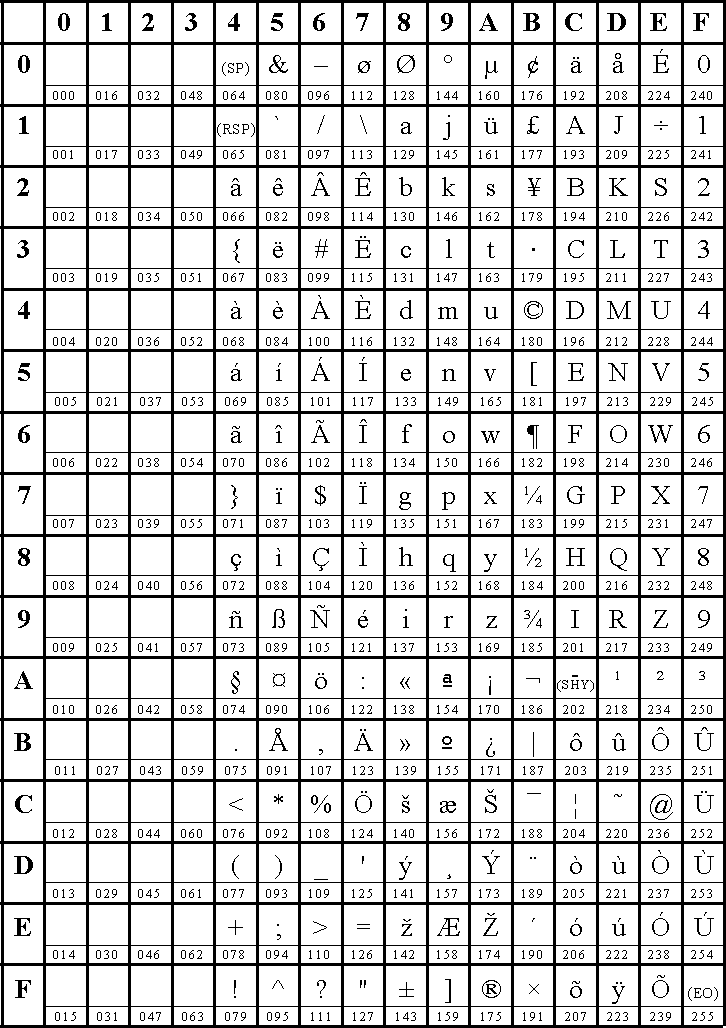 0 1 2 3 4 5 6 7 8 9 A B C D E F
0 (SP) & – ø Ø ° µ ¢ ä å É 0
000 016 032 048 064 080 096 112 128 144 160 176 192 208 224 240
1 (RSP) ` / \ a j ü £ A J ÷ 1
001 017 033 049 065 081 097 113 129 145 161 177 193 209 225 241
2 â ê Â Ê b k s ¥ B K S 2
002 018 034 050 066 082 098 114 130 146 162 178 194 210 226 242
3 { ë # Ë c l t · C L T 3
003 019 035 051 067 083 099 115 131 147 163 179 195 211 227 243
4 à è À È d m u © D M U 4
004 020 036 052 068 084 100 116 132 148 164 180 196 212 228 244
5 á í Á Í e n v [ E N V 5
005 021 037 053 069 085 101 117 133 149 165 181 197 213 229 245
6 ã î Ã Î f o w ¶ F O W 6
006 022 038 054 070 086 102 118 134 150 166 182 198 214 230 246
7 } ï $ Ï g p x ¼ G P X 7
007 023 039 055 071 087 103 119 135 151 167 183 199 215 231 247
8 ç ì Ç Ì h q y ½ H Q Y 8
008 024 040 056 072 088 104 120 136 152 168 184 200 216 232 248
9 ñ ß Ñ é i r z ¾ I R Z 9
009 025 041 057 073 089 105 121 137 153 169 185 201 217 233 249
A § ¤ ö : « ª ¡ ¬ (SHY) ¹ ² ³
010 026 042 058 074 090 106 122 138 154 170 186 202 218 234 250
B . Å , Ä » º ¿ | ô û Ô Û
011 027 043 059 075 091 107 123 139 155 171 187 203 219 235 251
C < * % Ö š æ Š ¯ ¦ ˜ @ Ü
012 028 044 060 076 092 108 124 140 156 172 188 204 220 236 252
D ( ) _ ' ý ¸ Ý ¨ ò ù Ò Ù
013 029 045 061 077 093 109 125 141 157 173 189 205 221 237 253
E + ; > = ž Æ Ž ´ ó ú Ó Ú
014 030 046 062 078 094 110 126 142 158 174 190 206 222 238 254
F ! ^ ? " ± ] ® × õ ÿ Õ (EO)
015 031 047 063 079 095 111 127 143 159 175 191 207 223 239 255